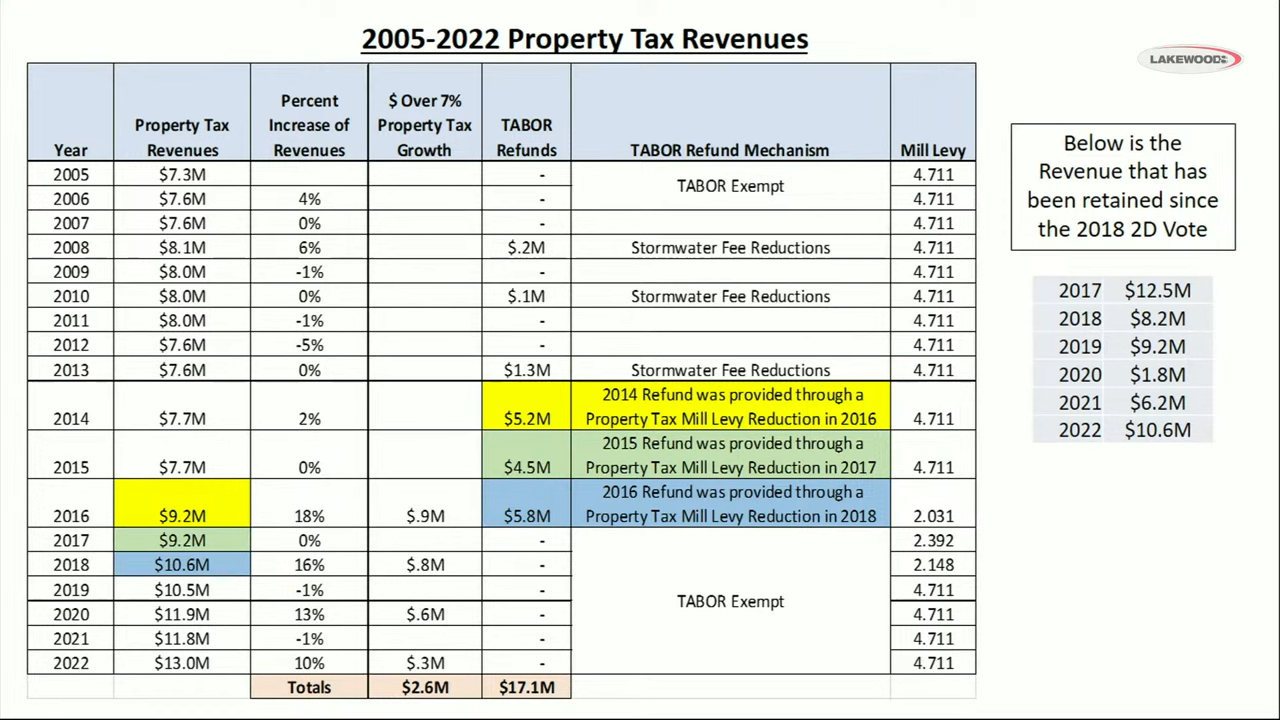 2005-2022 Property Tax Revenues
LAKEWOOD
Year Property Tax Revenues Percent Increase of Revenues $ Over 7% Property Tax Growth TABOR Refunds TABOR Refund Mechanism Mill Levy
2005 $7.3M - TABOR Exempt 4.711
2006 $7.6M 4% - 4.711
2007 $7.6M 0% - 4.711
2008 $8.1M 6% $.2M Stormwater Fee Reductions 4.711
2009 $8.0M -1% - 4.711
2010 $8.0M 0% $.1M Stormwater Fee Reductions 4.711
2011 $8.0M -1% - 4.711
2012 $7.6M -5% - 4.711
2013 $7.6M 0% $1.3M Stormwater Fee Reductions 4.711
2014 $7.7M 2% $5.2M 2014 Refund was provided through a Property Tax Mill Levy Reduction in 2016 4.711
2015 $7.7M 0% $4.5M 2015 Refund was provided through a Property Tax Mill Levy Reduction in 2017 4.711
2016 $9.2M 18% $.9M $5.8M 2016 Refund was provided through a Property Tax Mill Levy Reduction in 2018 2.031
2017 $9.2M 0% - 2.392
2018 $10.6M 16% $.8M - 2.148
2019 $10.5M -1% - 4.711
TABOR Exempt
2020 $11.9M 13% $.6M - 4.711
2021 $11.8M -1% - 4.711
2022 $13.0M 10% $.3M - 4.711
Totals $2.6M $17.1M
Below is the
Revenue that has
been retained since
the 2018 2D Vote
2017 $12.5M
2018 $8.2M
2019 $9.2M
2020 $1.8M
2021 $6.2M
2022 $10.6M